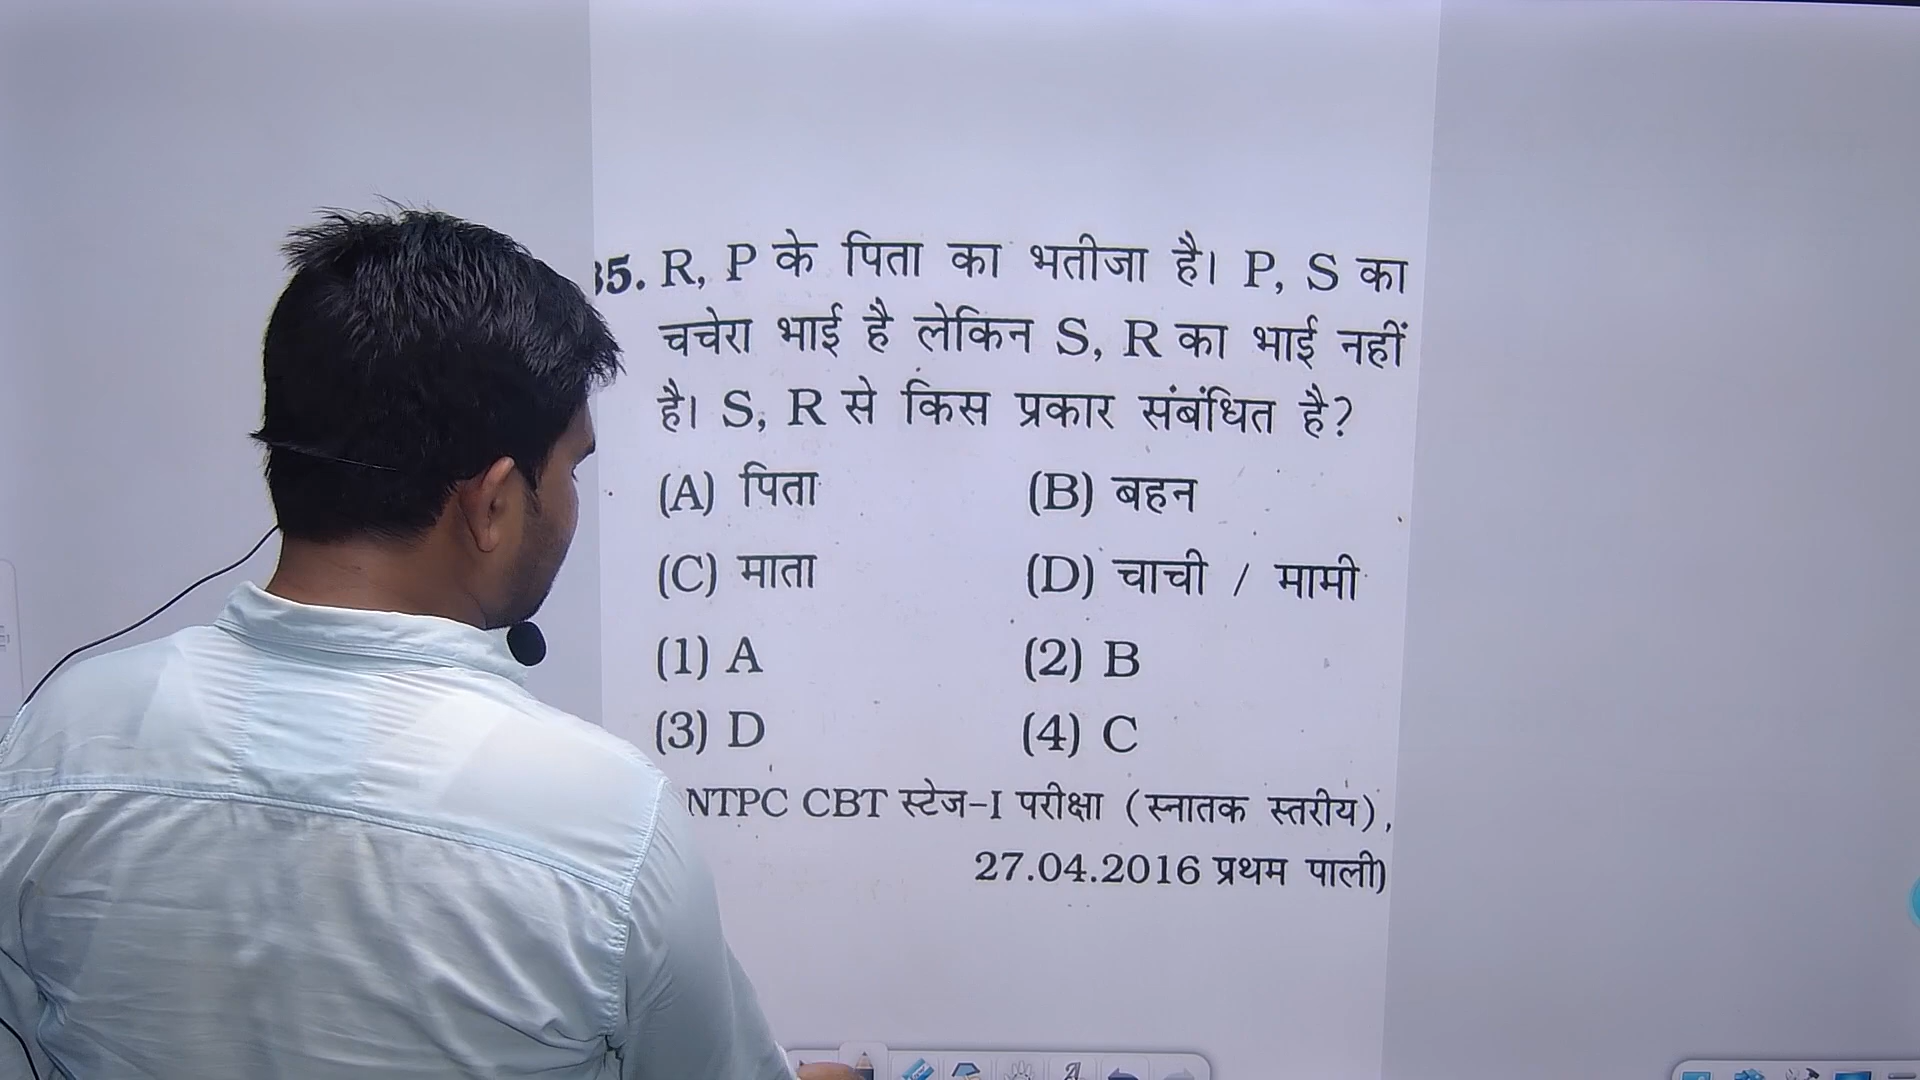 35. R, P के पिता का भतीजा है। P, S का
चचेरा भाई है लेकिन S, R का भाई नहीं
है। S, R से किस प्रकार संबंधित है?
(A) पिता (B) बहन
(C) माता (D) चाची / मामी
(1) A (2) B
(3) D (4) C
NTPC CBT स्टेज-I परीक्षा (स्नातक स्तरीय),
27.04.2016 प्रथम पाली)